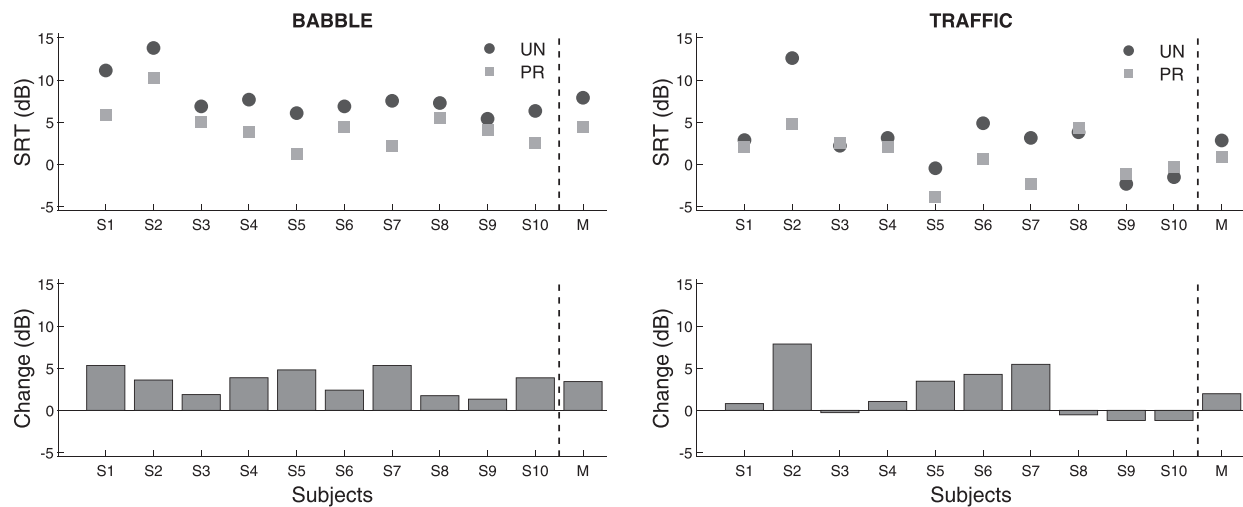 BABBLE
15
10
5
0
-5
SRT (dB)
UN
PR
S1 S2 S3 S4 S5 S6 S7 S8 S9 S10 M
TRAFFIC
15
10
5
0
-5
SRT (dB)
UN
PR
S1 S2 S3 S4 S5 S6 S7 S8 S9 S10 M
15
10
5
0
-5
Change (dB)
S1 S2 S3 S4 S5 S6 S7 S8 S9 S10 M
Subjects
15
10
5
0
-5
Change (dB)
S1 S2 S3 S4 S5 S6 S7 S8 S9 S10 M
Subjects